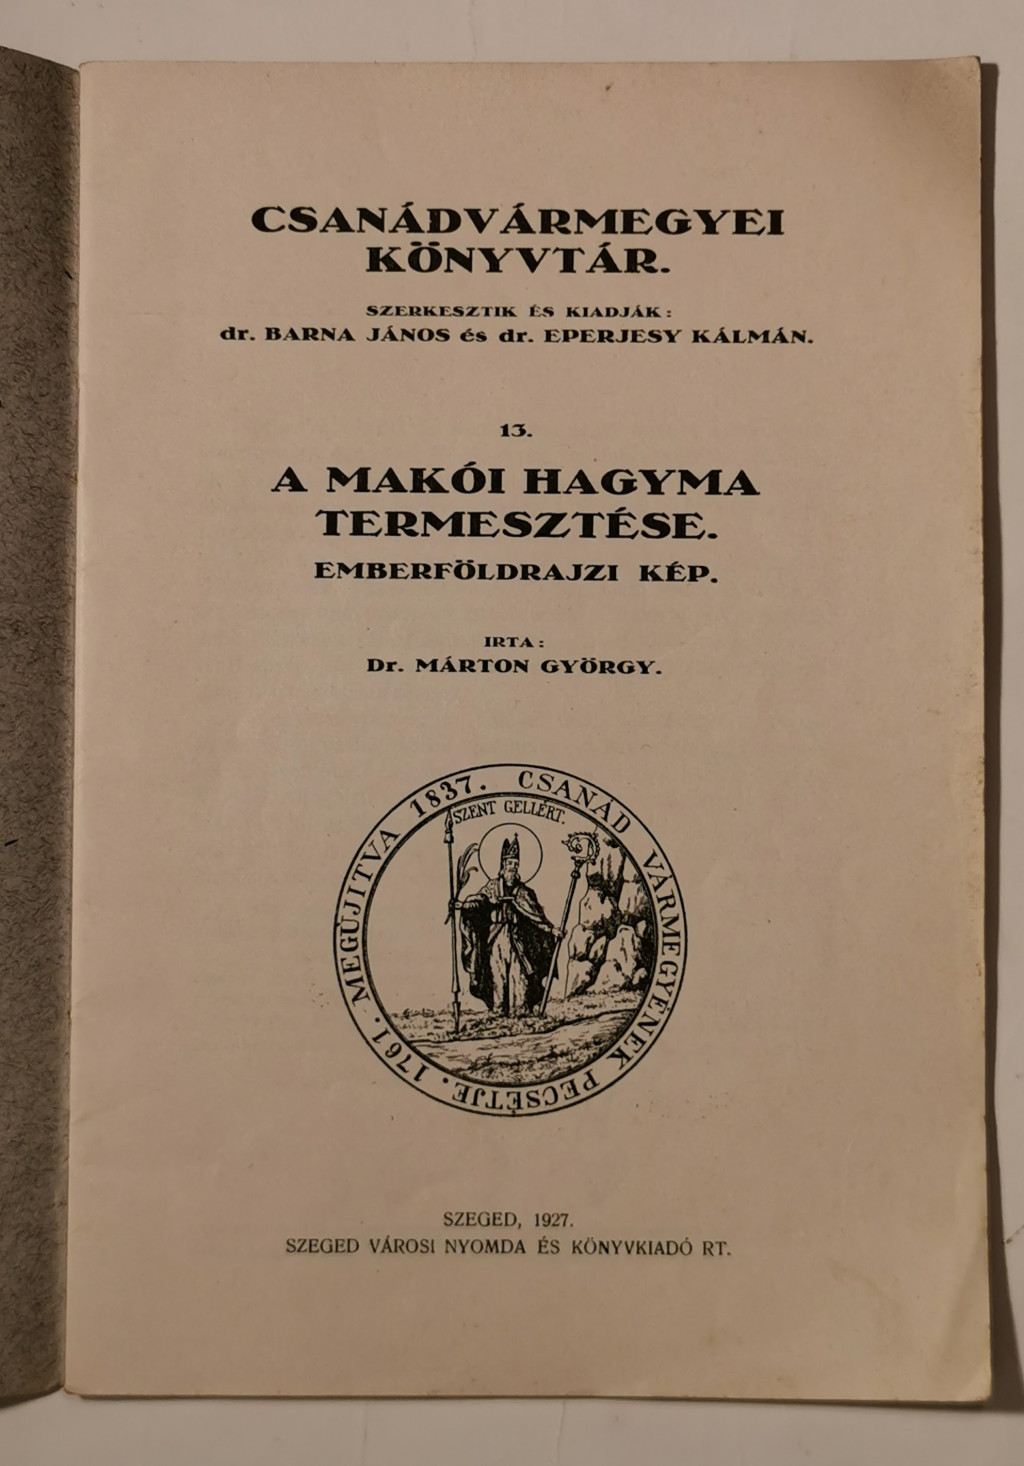 CSANÁDVÁRMEGYEI
KÖNYVTÁR.
SZERKESZTIK ÉS KIADJÁK:
dr. BARNA JÁNOS és dr. EPERJESY KÁLMÁN.
13.
A MAKÓI HAGYMA
TERMESZTÉSE.
EMBERFÖLDRAJZI KÉP.
IRTA:
Dr. MÁRTON GYÖRGY.
CSANÁD VÁRMEGYÉNEK PECSÉTJE. 1761. MEGÚJITVA 1837.
SZENT GELLÉRT.
SZEGED, 1927.
SZEGED VÁROSI NYOMDA ÉS KÖNYVKIADÓ RT.